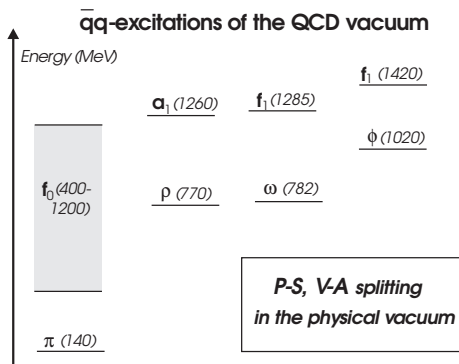 q̅q-excitations of the QCD vacuum
Energy (MeV)
f₁ (1420)
a₁ (1260)
f₁ (1285)
ϕ (1020)
f₀ (400-
1200)
ρ (770)
ω (782)
P-S, V-A splitting
in the physical vacuum
π (140)